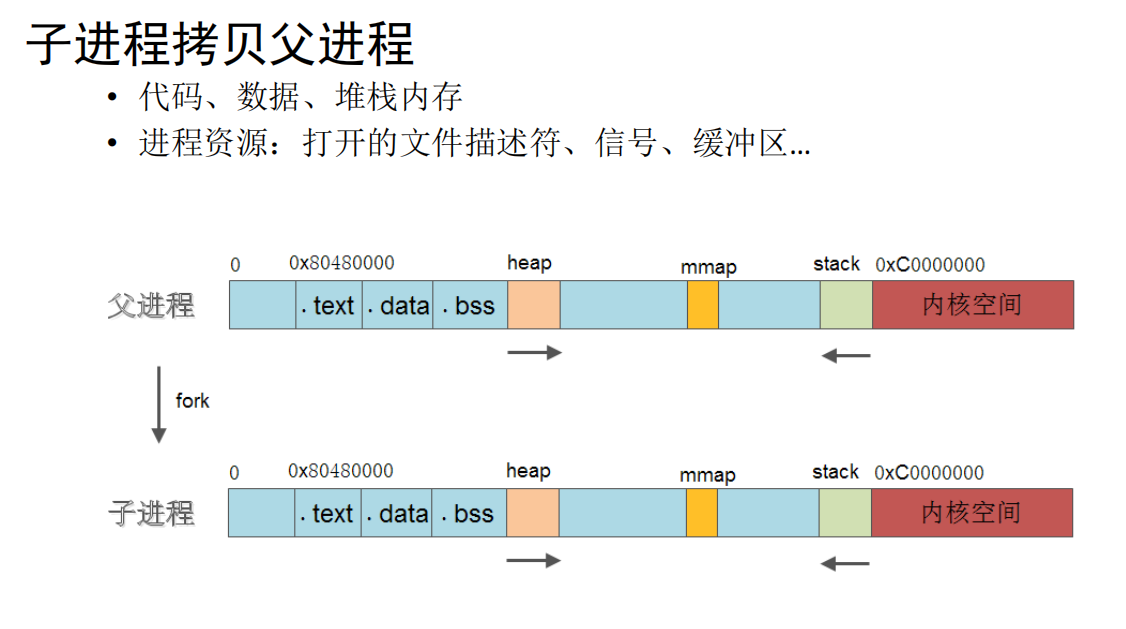 子进程拷贝父进程
• 代码、数据、堆栈内存
• 进程资源：打开的文件描述符、信号、缓冲区...
0 0x80480000 heap mmap stack 0xC0000000
父进程 .text .data .bss 内核空间
fork
0 0x80480000 heap mmap stack 0xC0000000
子进程 .text .data .bss 内核空间